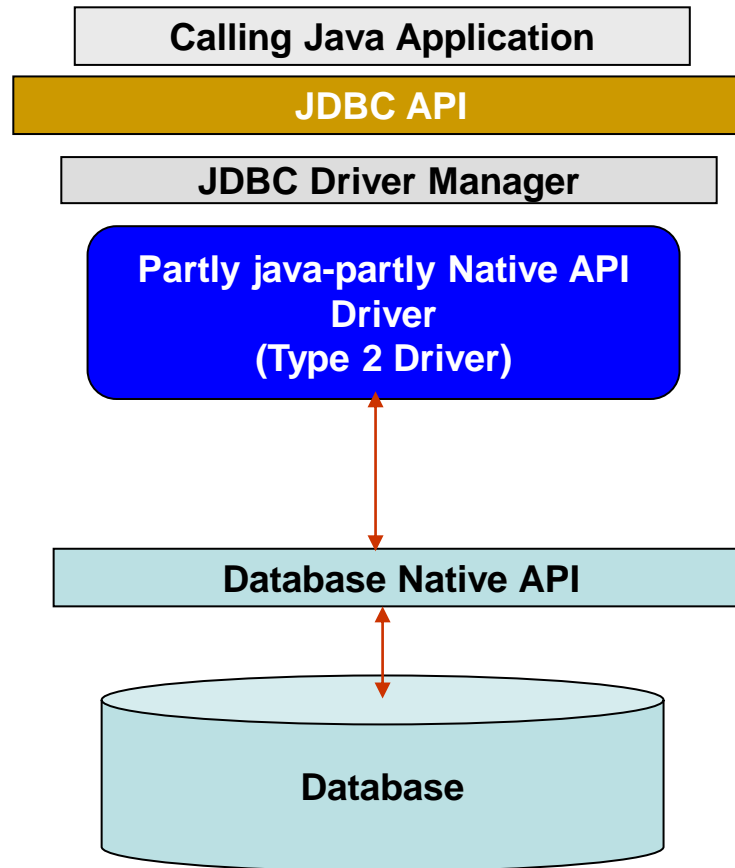 Calling Java Application
JDBC API
JDBC Driver Manager
Partly java-partly Native API
Driver
(Type 2 Driver)
Database Native API
Database